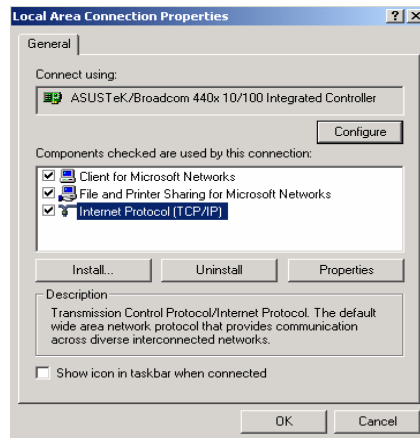 Local Area Connection Properties
General
Connect using:
ASUSTeK/Broadcom 440x 10/100 Integrated Controller
Configure
Components checked are used by this connection:
Client for Microsoft Networks
File and Printer Sharing for Microsoft Networks
Internet Protocol (TCP/IP)
Install... Uninstall Properties
Description
Transmission Control Protocol/Internet Protocol. The default
wide area network protocol that provides communication
across diverse interconnected networks.
Show icon in taskbar when connected
OK Cancel